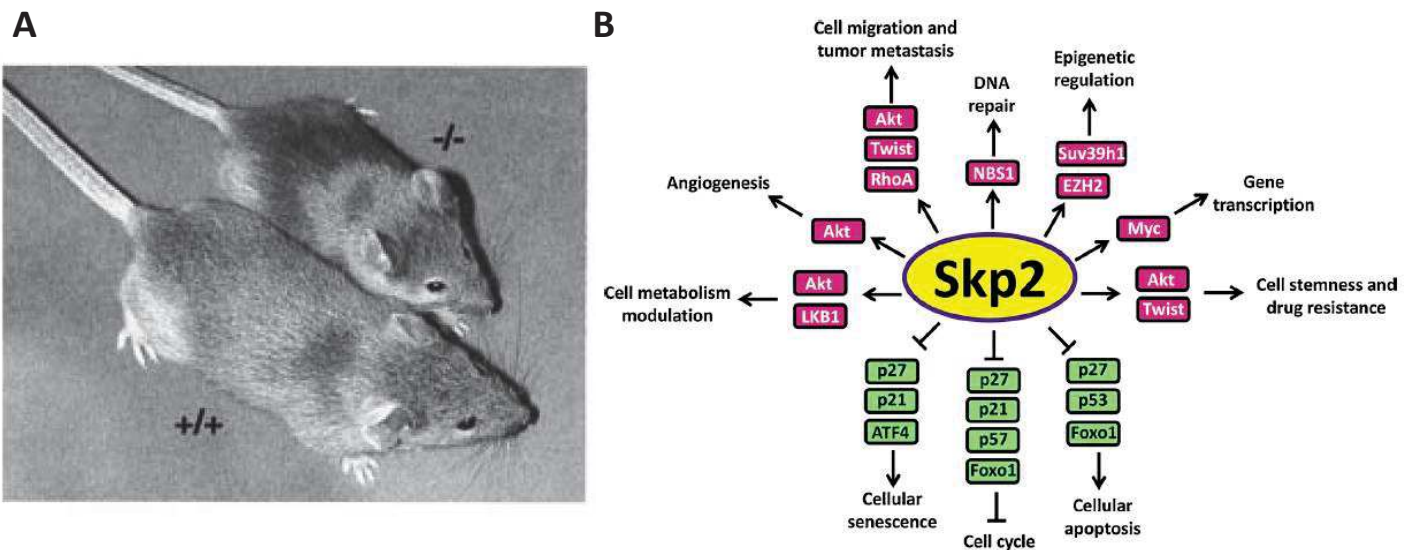 A
-/-
+/+
B
Cell migration and
tumor metastasis
Akt
Twist
RhoA
DNA
repair
NBS1
Epigenetic
regulation
Suv39h1
EZH2
Angiogenesis
Akt
Gene
transcription
Myc
Skp2
Cell metabolism
modulation
Akt
LKB1
Akt
Twist
Cell stemness and
drug resistance
p27
p21
ATF4
Cellular
senescence
p27
p21
p57
Foxo1
Cell cycle
p27
p53
Foxo1
Cellular
apoptosis